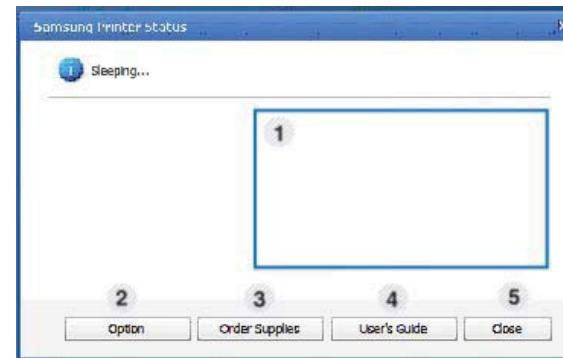 Samsung Printer Status
Sleeping...
1
2 3 4 5
Option Order Supplies User's Guide Close